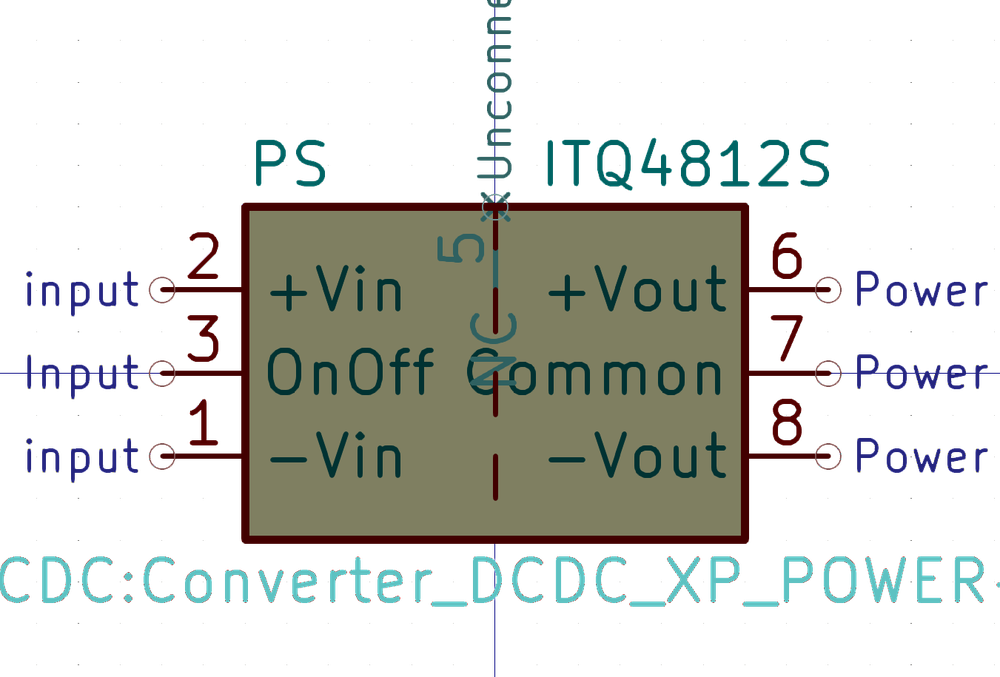 Unconne
PS ITQ4812S
5
2 6
input +Vin +Vout Power
NC
3 7
Input OnOff Common Power
1 8
input -Vin -Vout Power
CDC:Converter_DCDC_XP_POWER-